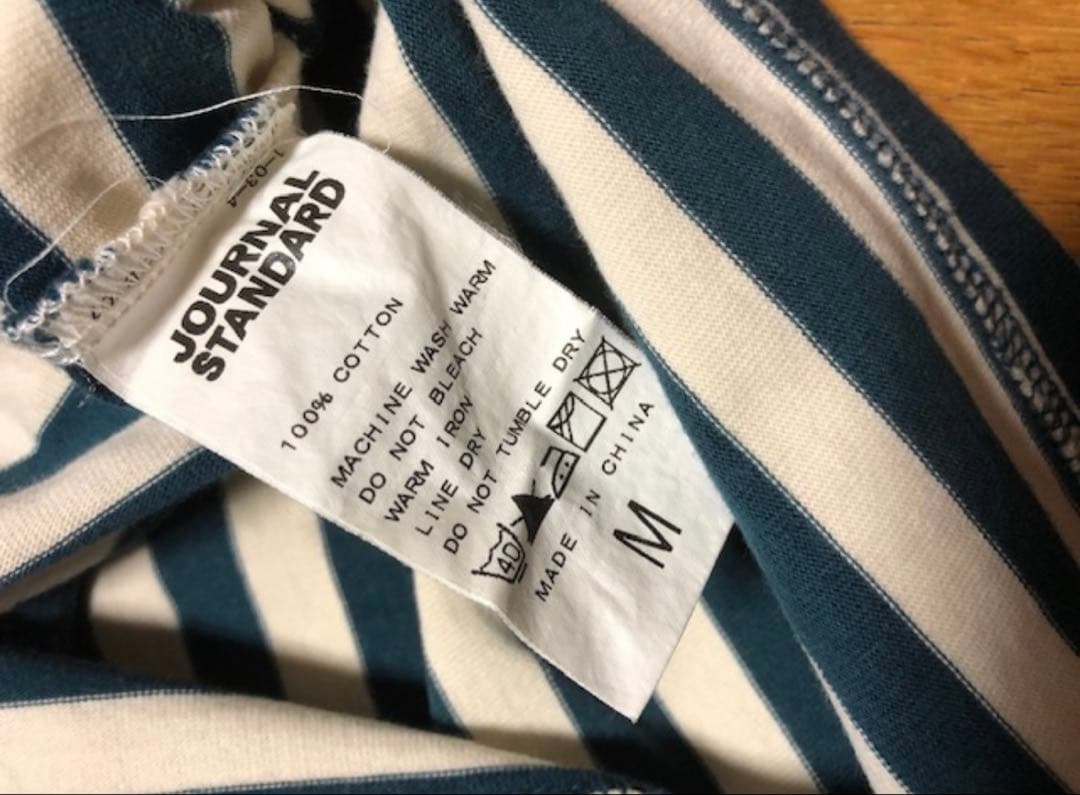 JOURNAL
STANDARD
100% COTTON
MACHINE WASH WARM
DO NOT BLEACH
WARM IRON
LINE DRY
DO NOT TUMBLE DRY
40
MADE IN CHINA
M